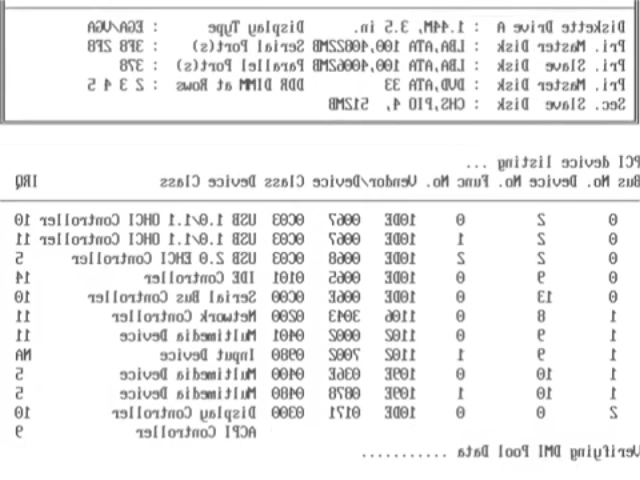 Diskette Drive A : 1.44M, 3.5 in. Display Type : EGA/VGA
Pri. Master Disk : LBA,ATA 100,40822MB Serial Port(s) : 3F8 2F8
Pri. Slave Disk : LBA,ATA 100,40062MB Parallel Port(s) : 378
Pri. Master Disk : DVD,ATA 33 DDR DIMM at Rows : 2 3 4 5
Sec. Slave Disk : CHS,PIO 4, 512MB
PCI device listing ...
Bus No. Device No. Func No. Vendor/Device Class Device Class IRQ
0 2 0 10DE 0067 0C03 USB 1.0/1.1 OHCI Controller 10
0 2 1 10DE 0067 0C03 USB 1.0/1.1 OHCI Controller 11
0 2 2 10DE 0068 0C03 USB 2.0 EHCI Controller 5
0 9 0 10DE 0065 0101 IDE Controller 14
0 13 0 10DE 006E 0C00 Serial Bus Controller 10
1 8 0 1106 3043 0200 Network Controller 11
1 9 0 1102 0002 0401 Multimedia Device 11
1 9 1 1102 7002 0980 Input Device NA
1 10 0 109E 036E 0400 Multimedia Device 5
1 10 1 109E 0878 0480 Multimedia Device 5
2 0 0 10DE 0171 0300 Display Controller 10
ACPI Controller 9
Verifying DMI Pool Data ...........